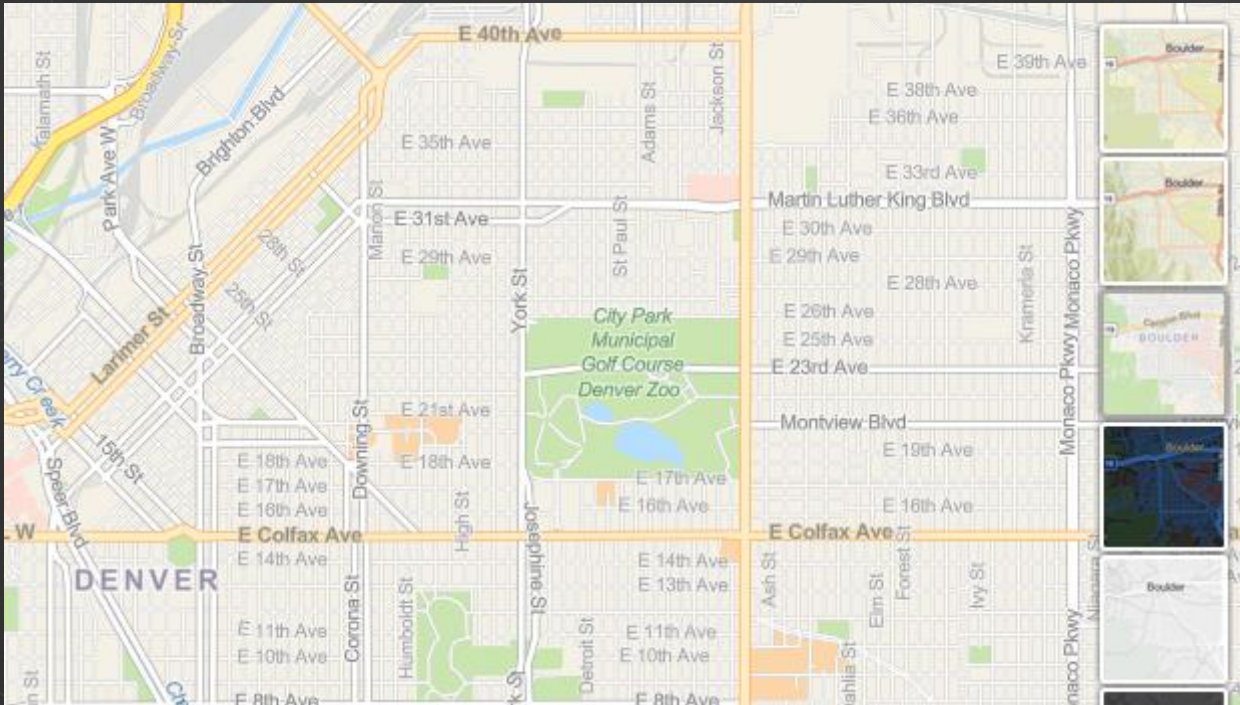 E 40th Ave
Broadway St
Kalamath St
Jackson St
E 39th Ave
Boulder
E 38th Ave
Adams St
Brighton Blvd
E 36th Ave
E 35th Ave
Park Ave W
E 33rd Ave
Boulder
Marion St
Martin Luther King Blvd
E 31st Ave
St Paul St
E 30th Ave
28th St
E 29th Ave
E 29th Ave
Monaco Pkwy
Krameria St
E 28th Ave
Broadway St
York St
25th St
City Park
Municipal
Golf Course
Denver Zoo
E 26th Ave
Canyon Blvd
BOULDER
Larimer St
E 25th Ave
E 23rd Ave
Monaco Pkwy
E 21st Ave
Montview Blvd
Downing St
15th St
E 18th Ave
E 18th Ave
E 19th Ave
Boulder
Speer Blvd
E 17th Ave
E 17th Ave
E 16th Ave
E 16th Ave
E 16th Ave
High St
W
E Colfax Ave
E Colfax Ave
Josephine St
E 14th Ave
E 14th Ave
Forest St
DENVER
E 13th Ave
Ash St
Elm St
Ivy St
Niagara St
Boulder
Corona St
Humboldt St
E 11th Ave
E 11th Ave
E 10th Ave
E 10th Ave
Detroit St
E 8th Ave
E 8th Ave